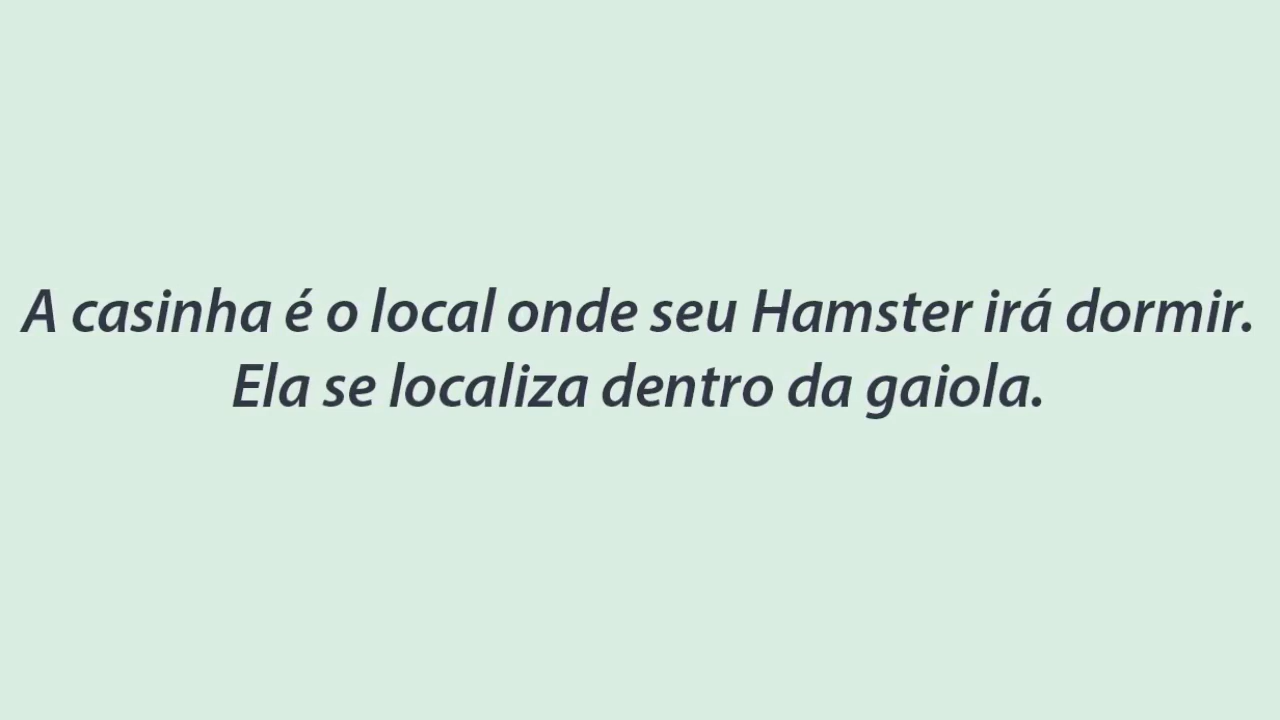 A casinha é o local onde seu Hamster irá dormir.
Ela se localiza dentro da gaiola.